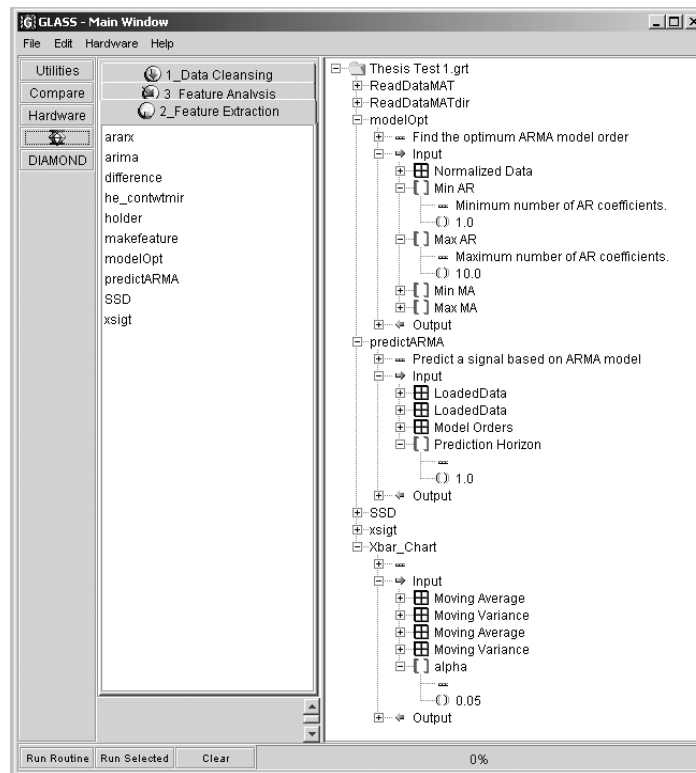 GLASS - Main Window
File Edit Hardware Help
Utilities
Compare
Hardware
DIAMOND
1_Data Cleansing
3_Feature Analysis
2_Feature Extraction
ararx
arima
difference
he_contwtmir
holder
makefeature
modelOpt
predictARMA
SSD
xsigt
Thesis Test 1.grt
ReadDataMAT
ReadDataMATdir
modelOpt
Find the optimum ARMA model order
Input
Normalized Data
[ ] Min AR
Minimum number of AR coefficients.
() 1.0
[ ] Max AR
Maximum number of AR coefficients.
() 10.0
[ ] Min MA
[ ] Max MA
Output
predictARMA
Predict a signal based on ARMA model
Input
LoadedData
LoadedData
Model Orders
[ ] Prediction Horizon
() 1.0
Output
SSD
xsigt
Xbar_Chart
Input
Moving Average
Moving Variance
Moving Average
Moving Variance
[ ] alpha
() 0.05
Output
Run Routine Run Selected Clear 0%